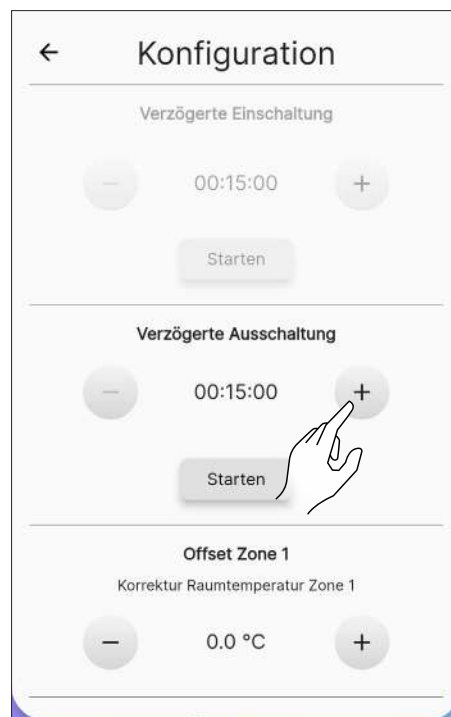 ← Konfiguration
Verzögerte Einschaltung
− 00:15:00 +
Starten
Verzögerte Ausschaltung
− 00:15:00 +
Starten
Offset Zone 1
Korrektur Raumtemperatur Zone 1
− 0.0 °C +